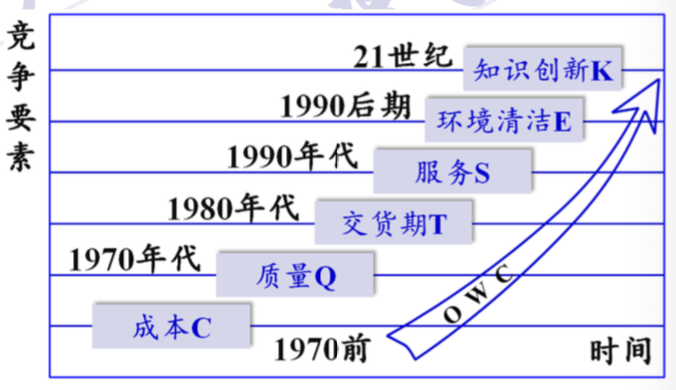 竞争要素
21世纪 知识创新K
1990后期 环境清洁E
1990年代 服务S
1980年代 交货期T
1970年代 质量Q
成本C 1970前
OWC
时间